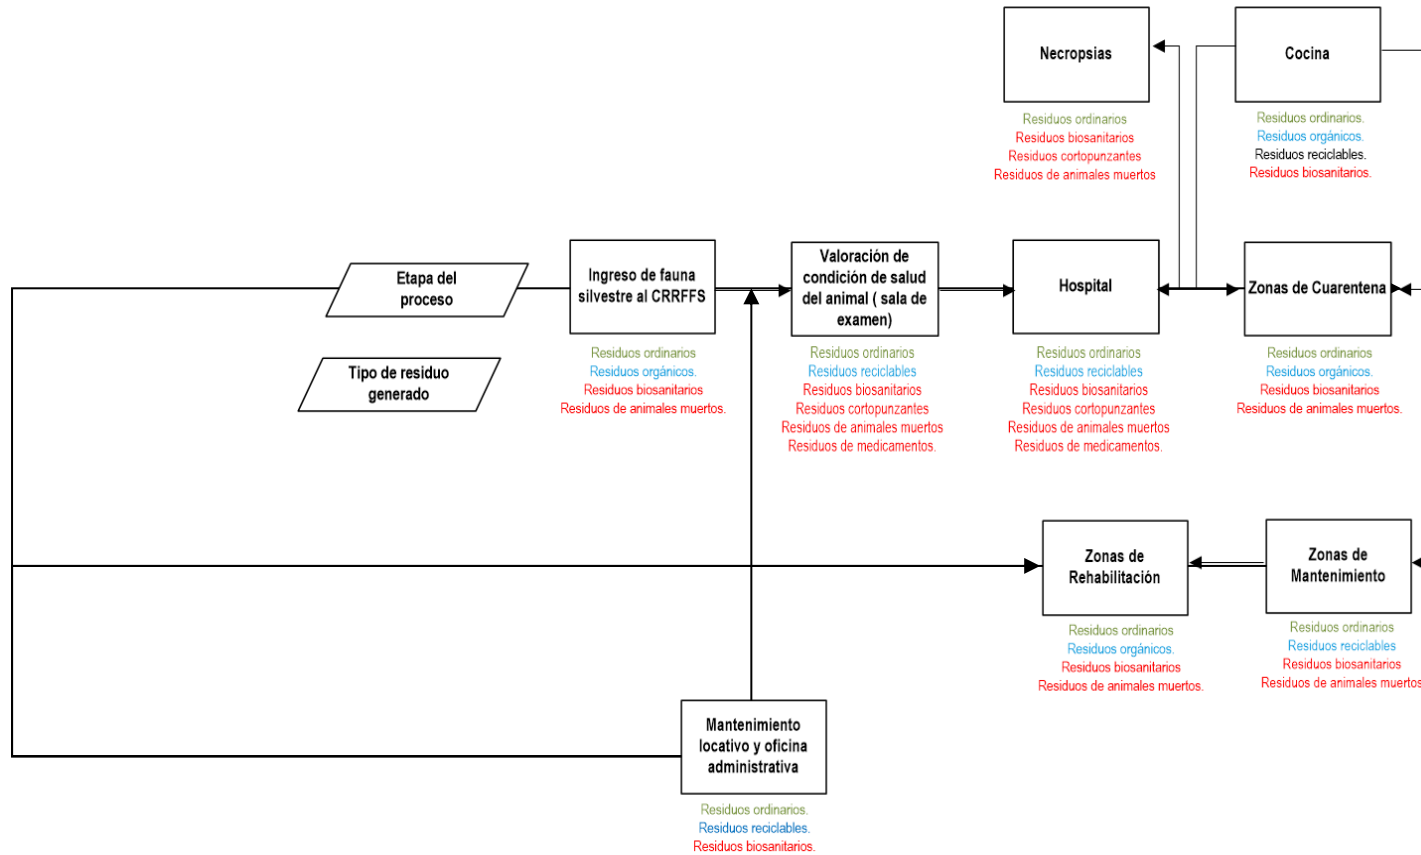 Necropsias
Residuos ordinarios
Residuos biosanitarios
Residuos cortopunzantes
Residuos de animales muertos
Cocina
Residuos ordinarios.
Residuos orgánicos.
Residuos reciclables.
Residuos biosanitarios.
Etapa del
proceso
Tipo de residuo
generado
Ingreso de fauna
silvestre al CRRFFS
Residuos ordinarios
Residuos orgánicos.
Residuos biosanitarios
Residuos de animales muertos.
Valoración de
condición de salud
del animal ( sala de
examen)
Residuos ordinarios
Residuos reciclables
Residuos biosanitarios
Residuos cortopunzantes
Residuos de animales muertos
Residuos de medicamentos.
Hospital
Residuos ordinarios
Residuos reciclables
Residuos biosanitarios
Residuos cortopunzantes
Residuos de animales muertos
Residuos de medicamentos.
Zonas de Cuarentena
Residuos ordinarios
Residuos orgánicos.
Residuos biosanitarios
Residuos de animales muertos.
Zonas de
Rehabilitación
Residuos ordinarios
Residuos orgánicos.
Residuos biosanitarios
Residuos de animales muertos.
Zonas de
Mantenimiento
Residuos ordinarios
Residuos reciclables
Residuos biosanitarios
Residuos de animales muertos
Mantenimiento
locativo y oficina
administrativa
Residuos ordinarios.
Residuos reciclables.
Residuos biosanitarios.